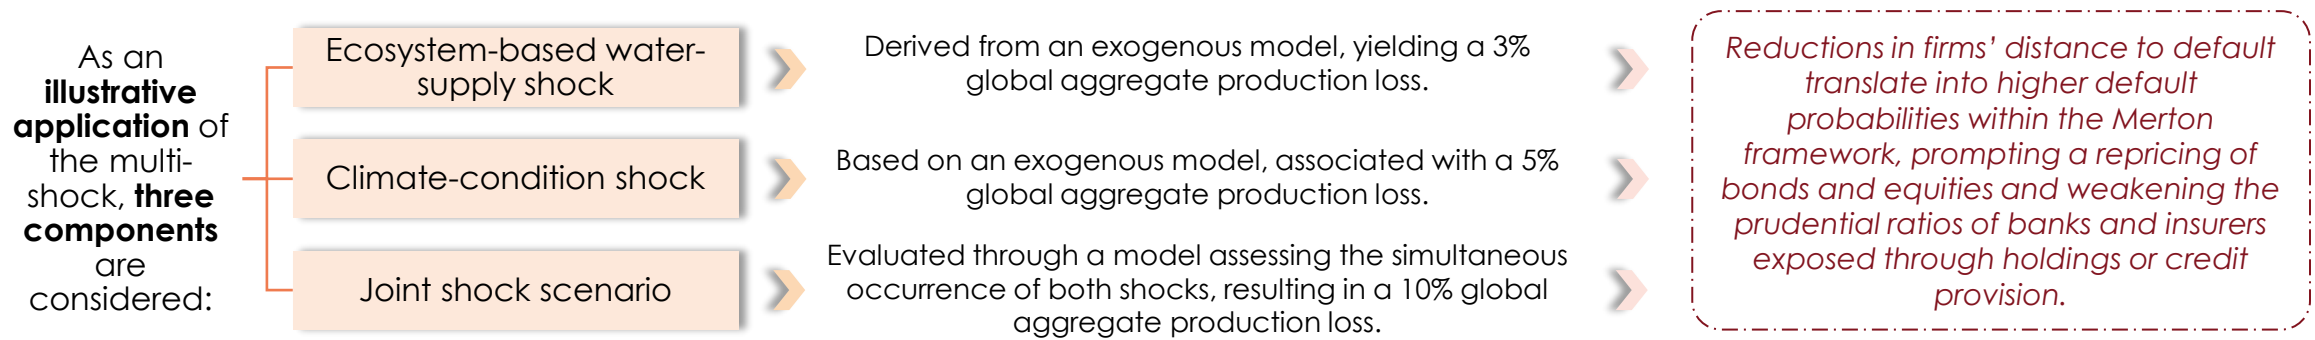 As an
illustrative
application of
the multi-
shock, three
components
are
considered:
Ecosystem-based water-
supply shock
Derived from an exogenous model, yielding a 3%
global aggregate production loss.
Climate-condition shock
Based on an exogenous model, associated with a 5%
global aggregate production loss.
Joint shock scenario
Evaluated through a model assessing the simultaneous
occurrence of both shocks, resulting in a 10% global
aggregate production loss.
Reductions in firms’ distance to default
translate into higher default
probabilities within the Merton
framework, prompting a repricing of
bonds and equities and weakening the
prudential ratios of banks and insurers
exposed through holdings or credit
provision.